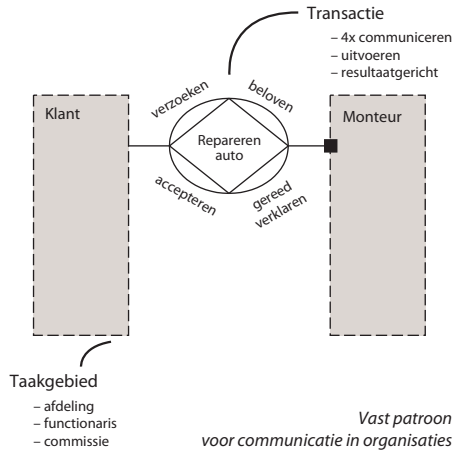 Transactie
– 4x communiceren
– uitvoeren
– resultaatgericht
Klant
verzoeken
beloven
Monteur
Repareren
auto
accepteren
gereed
verklaren
Taakgebied
– afdeling
– functionaris
– commissie
Vast patroon
voor communicatie in organisaties